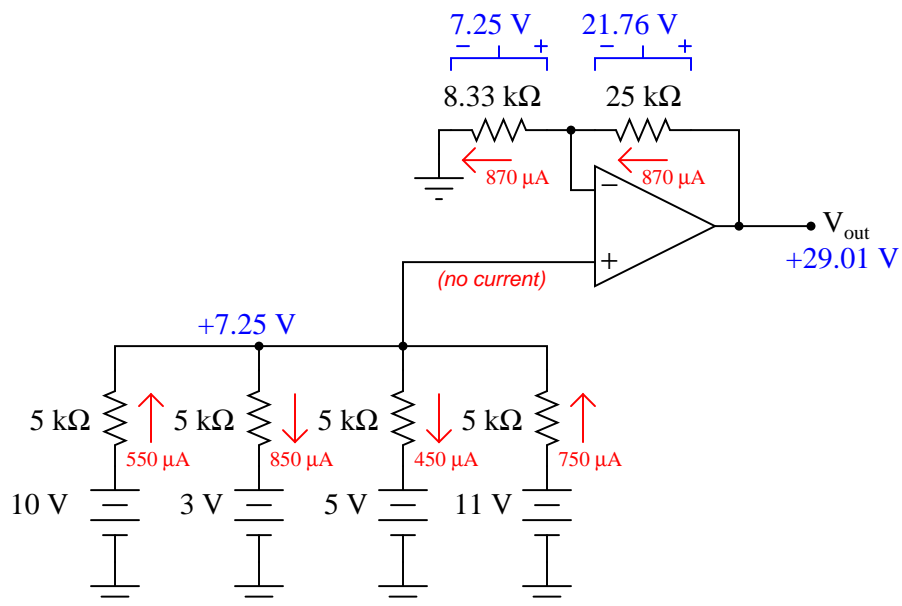 7.25 V 21.76 V
− + − +
8.33 kΩ 25 kΩ
870 µA 870 µA
−
+
V_out
+29.01 V
(no current)
+7.25 V
5 kΩ 5 kΩ 5 kΩ 5 kΩ
550 µA 850 µA 450 µA 750 µA
10 V 3 V 5 V 11 V